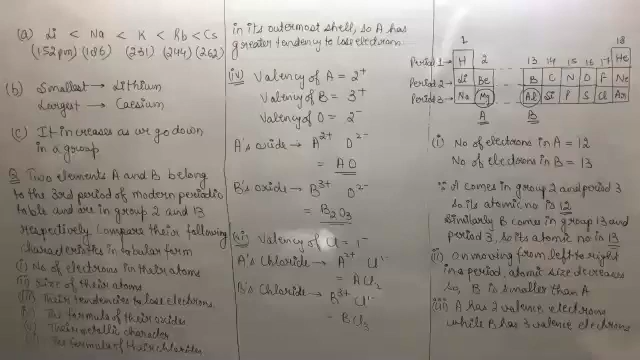 (a) Li < Na < K < Rb < Cs
(152pm) (186) (231) (244) (262)
(b) Smallest → Lithium
Largest → Caesium
(c) It increases as we go down
in a group
Q Two elements A and B belong
to the 3rd period of modern periodic
table and are in group 2 and 13
respectively. Compare their following
characteristics in tabular form
(i) No of electrons in their atoms
(ii) Size of their atoms
(iii) Their tendencies to lose electrons
The formula of their oxides
Their metallic character
The formula of their chlorides
in its outermost shell, so A has
greater tendency to lose electrons.
(iv) Valency of A = 2+
Valency of B = 3+
Valency of O = 2-
A's oxide → A2+ O2-
= AO
B's oxide → B3+ O2-
= B2O3
(vi) Valency of Cl = 1-
A's Chloride → A2+ Cl1-
= ACl2
B's Chloride → B3+ Cl1-
= BCl3
1 18
Period 1→ H 2 13 14 15 16 17 He
Period 2→ Li Be B C N O F Ne
Period 3→ Na Mg Al Si P S Cl Ar
A B
(i) No of electrons in A = 12
No of electrons in B = 13
∵ A comes in group 2 and period 3
so its atomic no is 12
Similarly B comes in group 13 and
period 3, so its atomic no is 13
(ii) On moving from left to right
in a period, atomic size decreases
so, B is smaller than A
(iii) A has 2 valence electrons
while B has 3 valence electrons